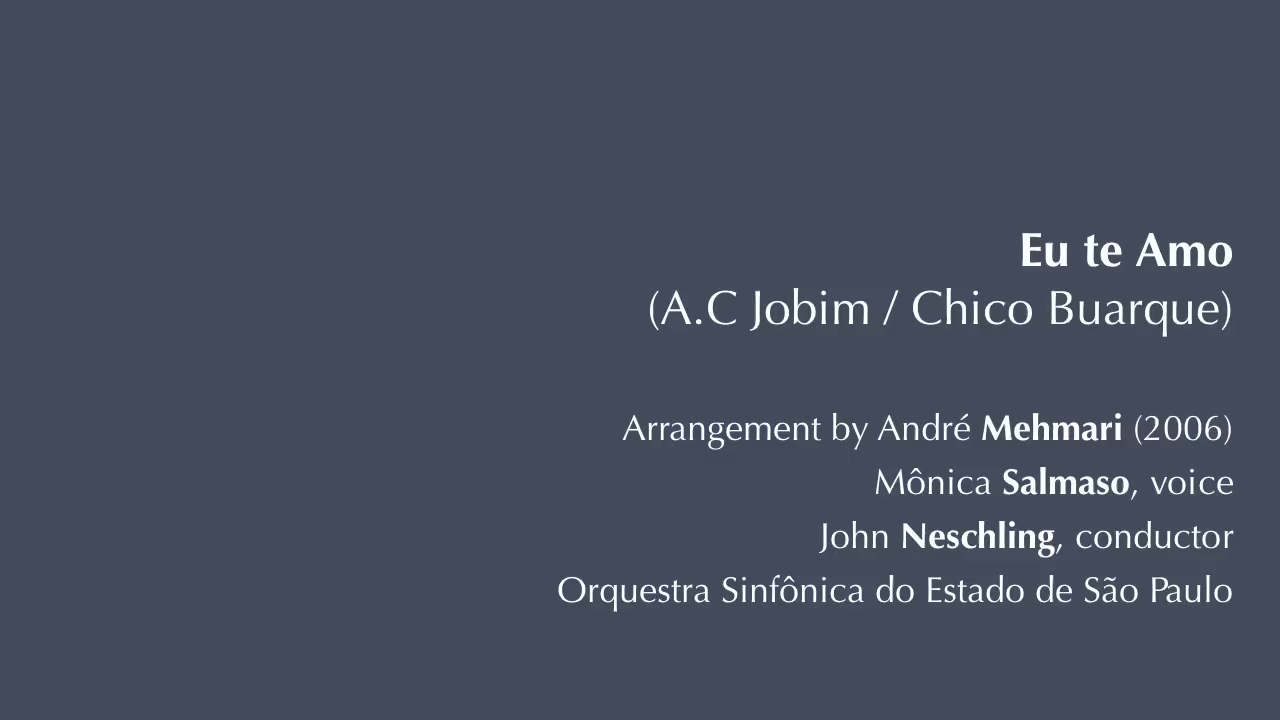 Eu te Amo
(A.C Jobim / Chico Buarque)
Arrangement by André Mehmari (2006)
Mônica Salmaso, voice
John Neschling, conductor
Orquestra Sinfônica do Estado de São Paulo